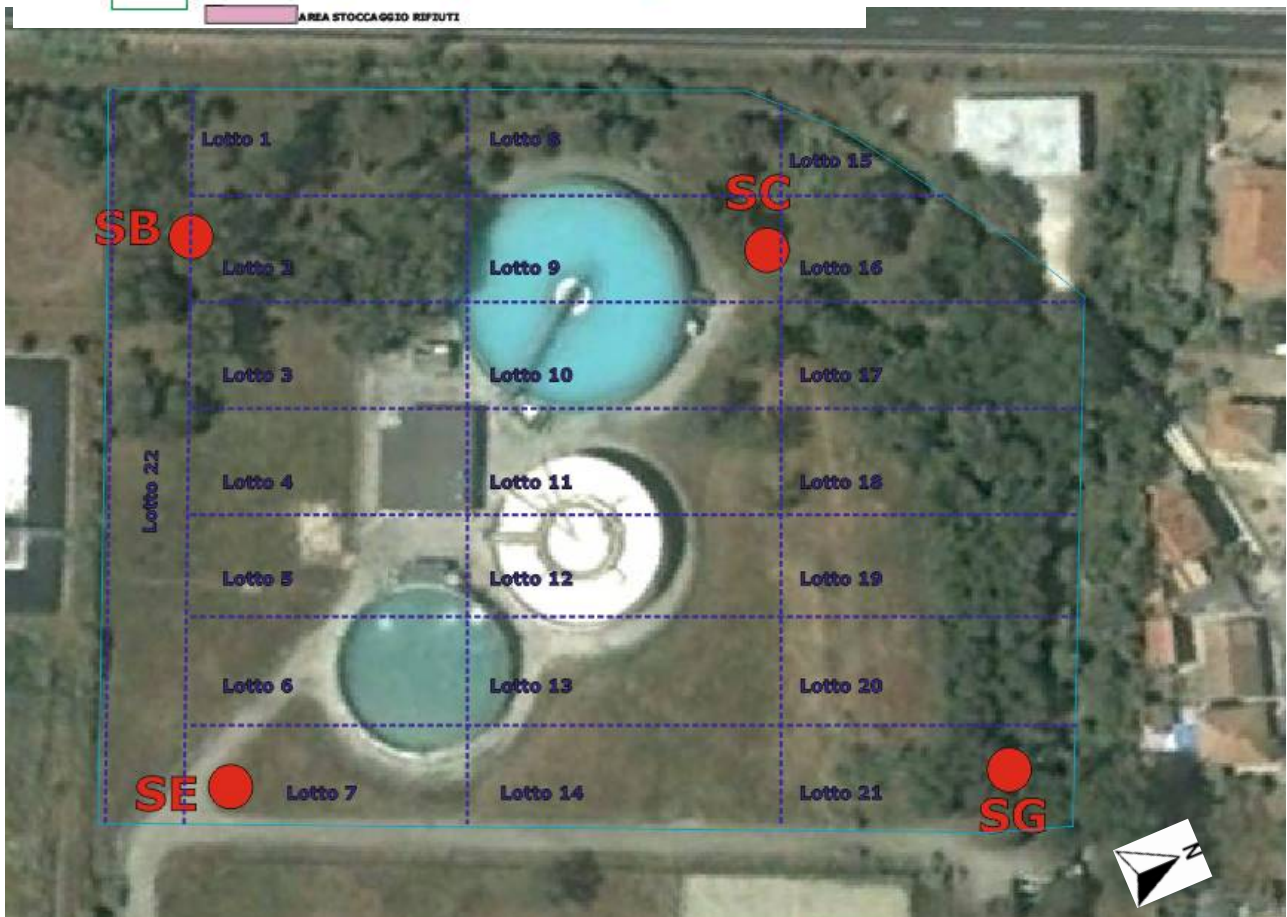 AREA STOCCAGGIO RIFIUTI
Lotto 1
Lotto 8
Lotto 15
SC
SB
Lotto 2
Lotto 9
Lotto 16
Lotto 3
Lotto 10
Lotto 17
Lotto 22
Lotto 4
Lotto 11
Lotto 18
Lotto 5
Lotto 12
Lotto 19
Lotto 6
Lotto 13
Lotto 20
SE
Lotto 7
Lotto 14
Lotto 21
SG
N